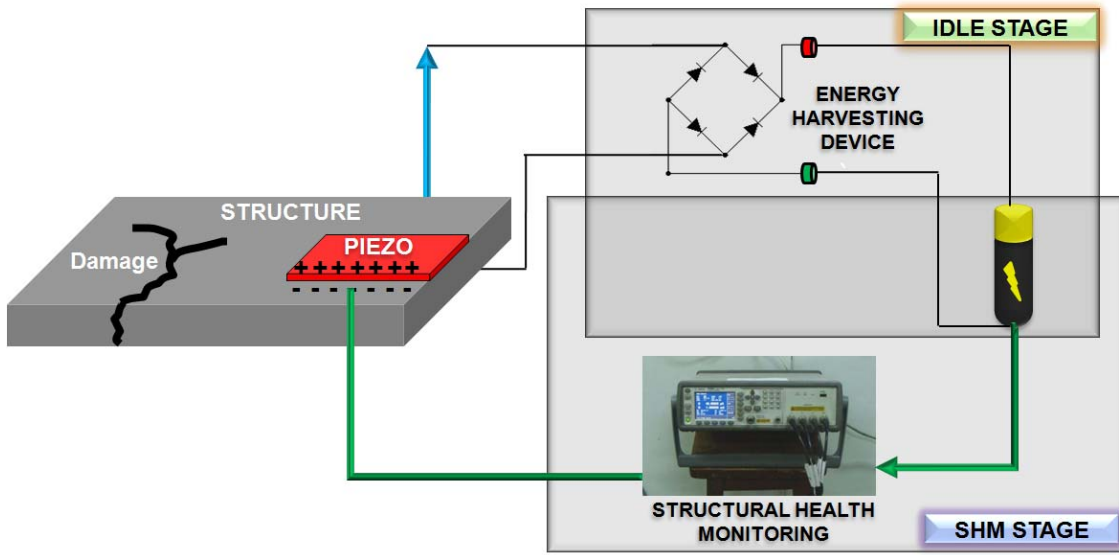 IDLE STAGE
ENERGY
HARVESTING
DEVICE
STRUCTURE
PIEZO
Damage
+ + + + + + +
- - - - - - -
STRUCTURAL HEALTH
MONITORING
SHM STAGE